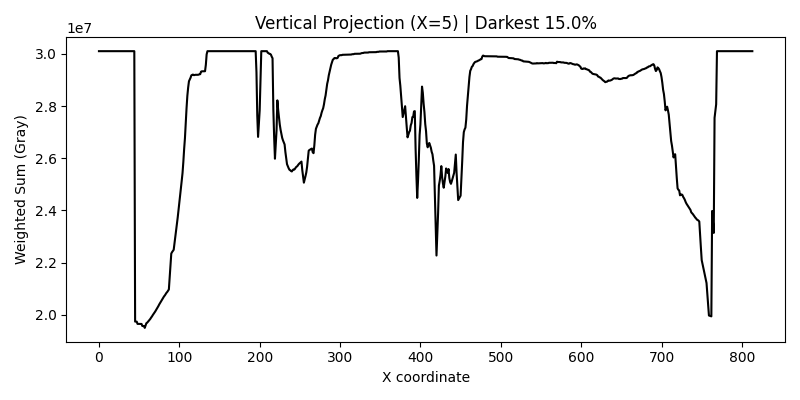 Vertical Projection (X=5) | Darkest 15.0%
1e7
3.0
2.8
2.6
2.4
2.2
2.0
Weighted Sum (Gray)
0 100 200 300 400 500 600 700 800
X coordinate